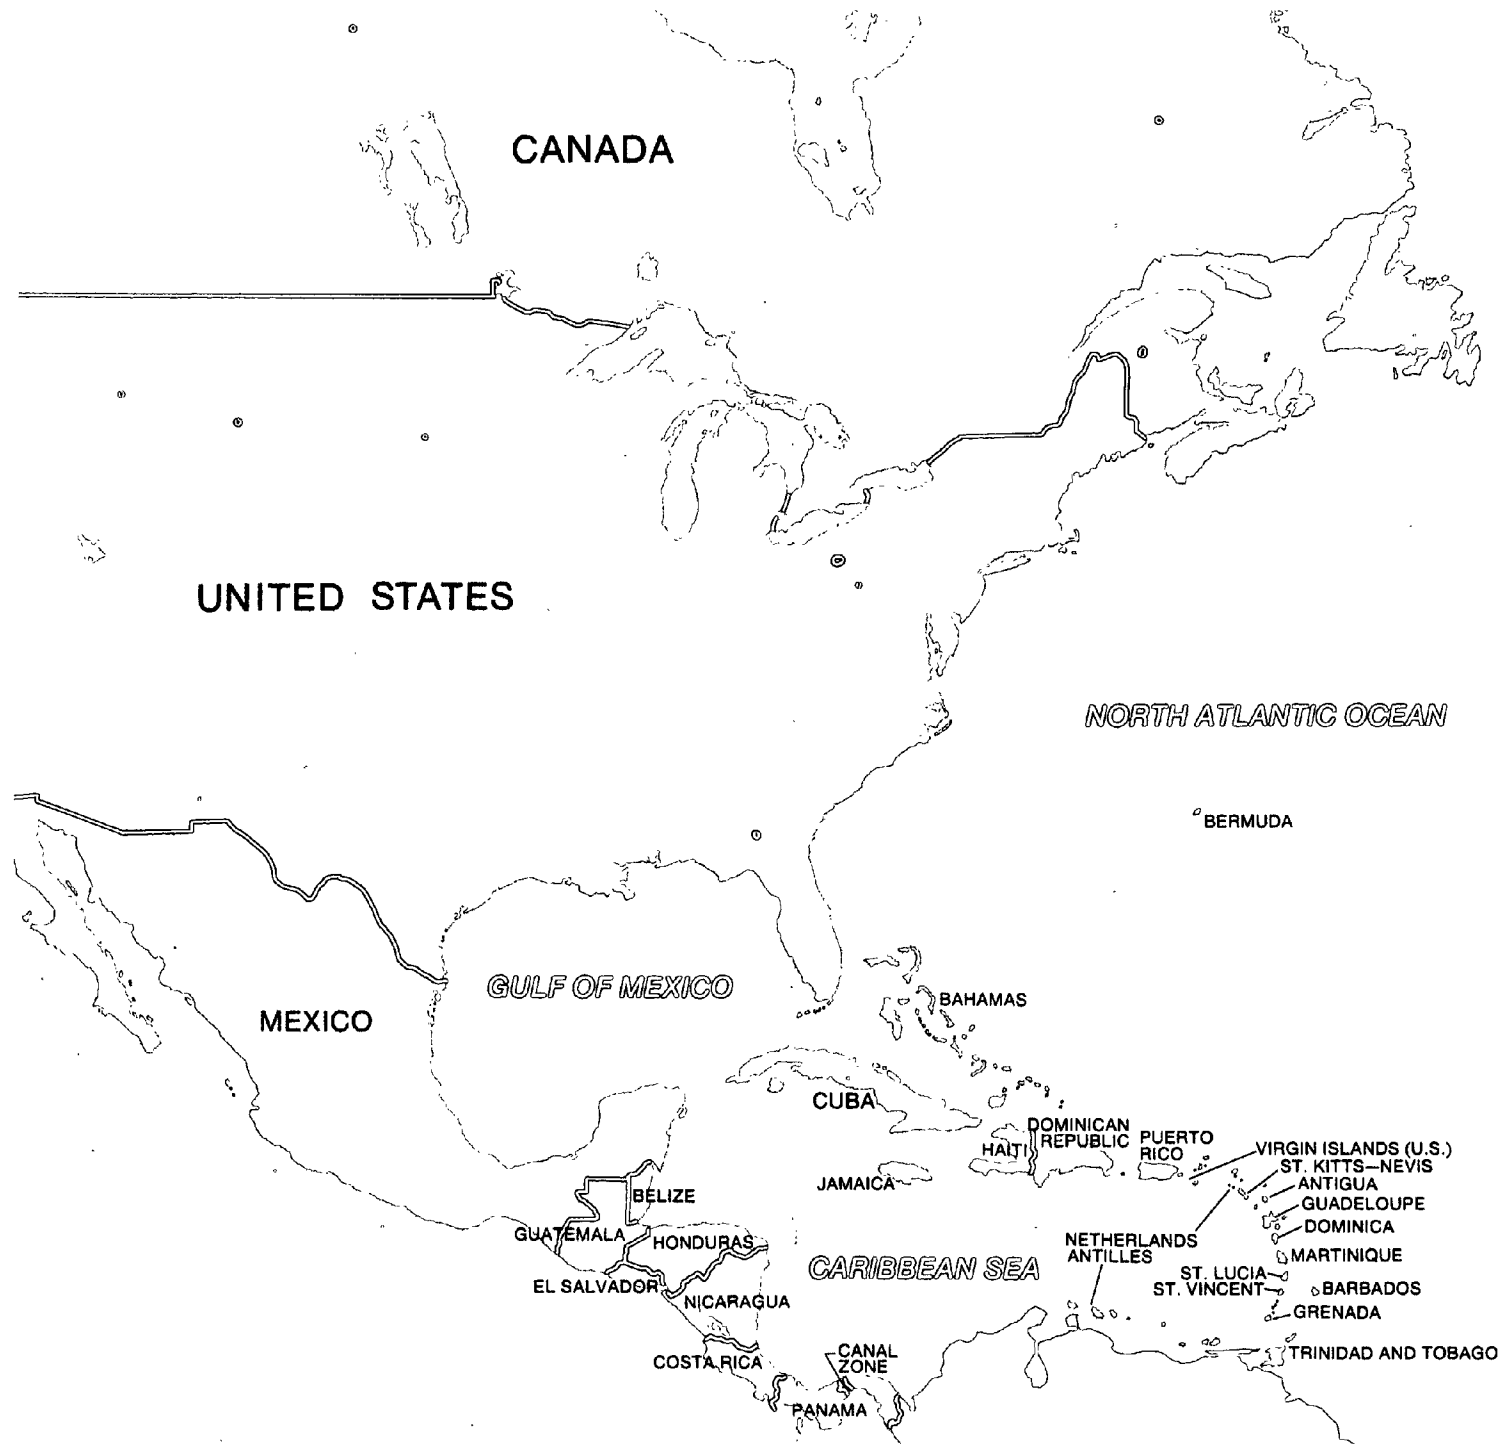 CANADA
UNITED STATES
NORTH ATLANTIC OCEAN
BERMUDA
GULF OF MEXICO
BAHAMAS
MEXICO
CUBA
DOMINICAN
REPUBLIC
PUERTO
RICO
HAITI
VIRGIN ISLANDS (U.S.)
ST. KITTS–NEVIS
JAMAICA
ANTIGUA
BELIZE
GUADELOUPE
DOMINICA
GUATEMALA
HONDURAS
NETHERLANDS
ANTILLES
MARTINIQUE
CARIBBEAN SEA
ST. LUCIA
EL SALVADOR
ST. VINCENT
BARBADOS
NICARAGUA
GRENADA
CANAL
ZONE
TRINIDAD AND TOBAGO
COSTA RICA
PANAMA